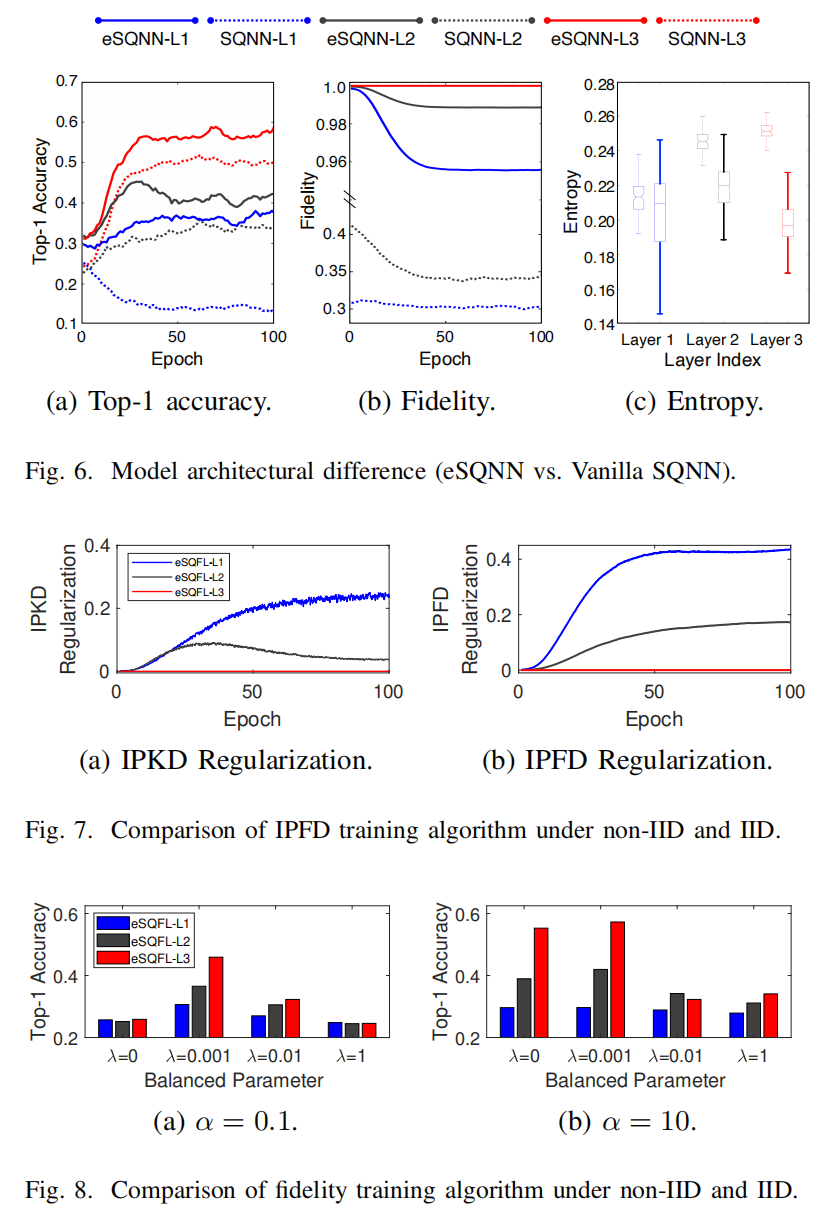 eSQNN-L1 SQNN-L1 eSQNN-L2 SQNN-L2 eSQNN-L3 SQNN-L3
Top-1 Accuracy
0.7
0.6
0.5
0.4
0.3
0.2
0.1
0 50 100
Epoch
(a) Top-1 accuracy.
Fidelity
1.0
0.98
0.96
0.4
0.35
0.3
0 50 100
Epoch
(b) Fidelity.
Entropy
0.28
0.26
0.24
0.22
0.20
0.18
0.16
0.14
Layer 1 Layer 2 Layer 3
Layer Index
(c) Entropy.
Fig. 6. Model architectural difference (eSQNN vs. Vanilla SQNN).
IPKD
Regularization
0.4
0.2
0
eSQFL-L1
eSQFL-L2
eSQFL-L3
0 50 100
Epoch
(a) IPKD Regularization.
IPFD
Regularization
0.4
0.2
0
0 50 100
Epoch
(b) IPFD Regularization.
Fig. 7. Comparison of IPFD training algorithm under non-IID and IID.
Top-1 Accuracy
0.6
0.4
0.2
eSQFL-L1
eSQFL-L2
eSQFL-L3
λ=0 λ=0.001 λ=0.01 λ=1
Balanced Parameter
(a) α = 0.1.
Top-1 Accuracy
0.6
0.4
0.2
λ=0 λ=0.001 λ=0.01 λ=1
Balanced Parameter
(b) α = 10.
Fig. 8. Comparison of fidelity training algorithm under non-IID and IID.